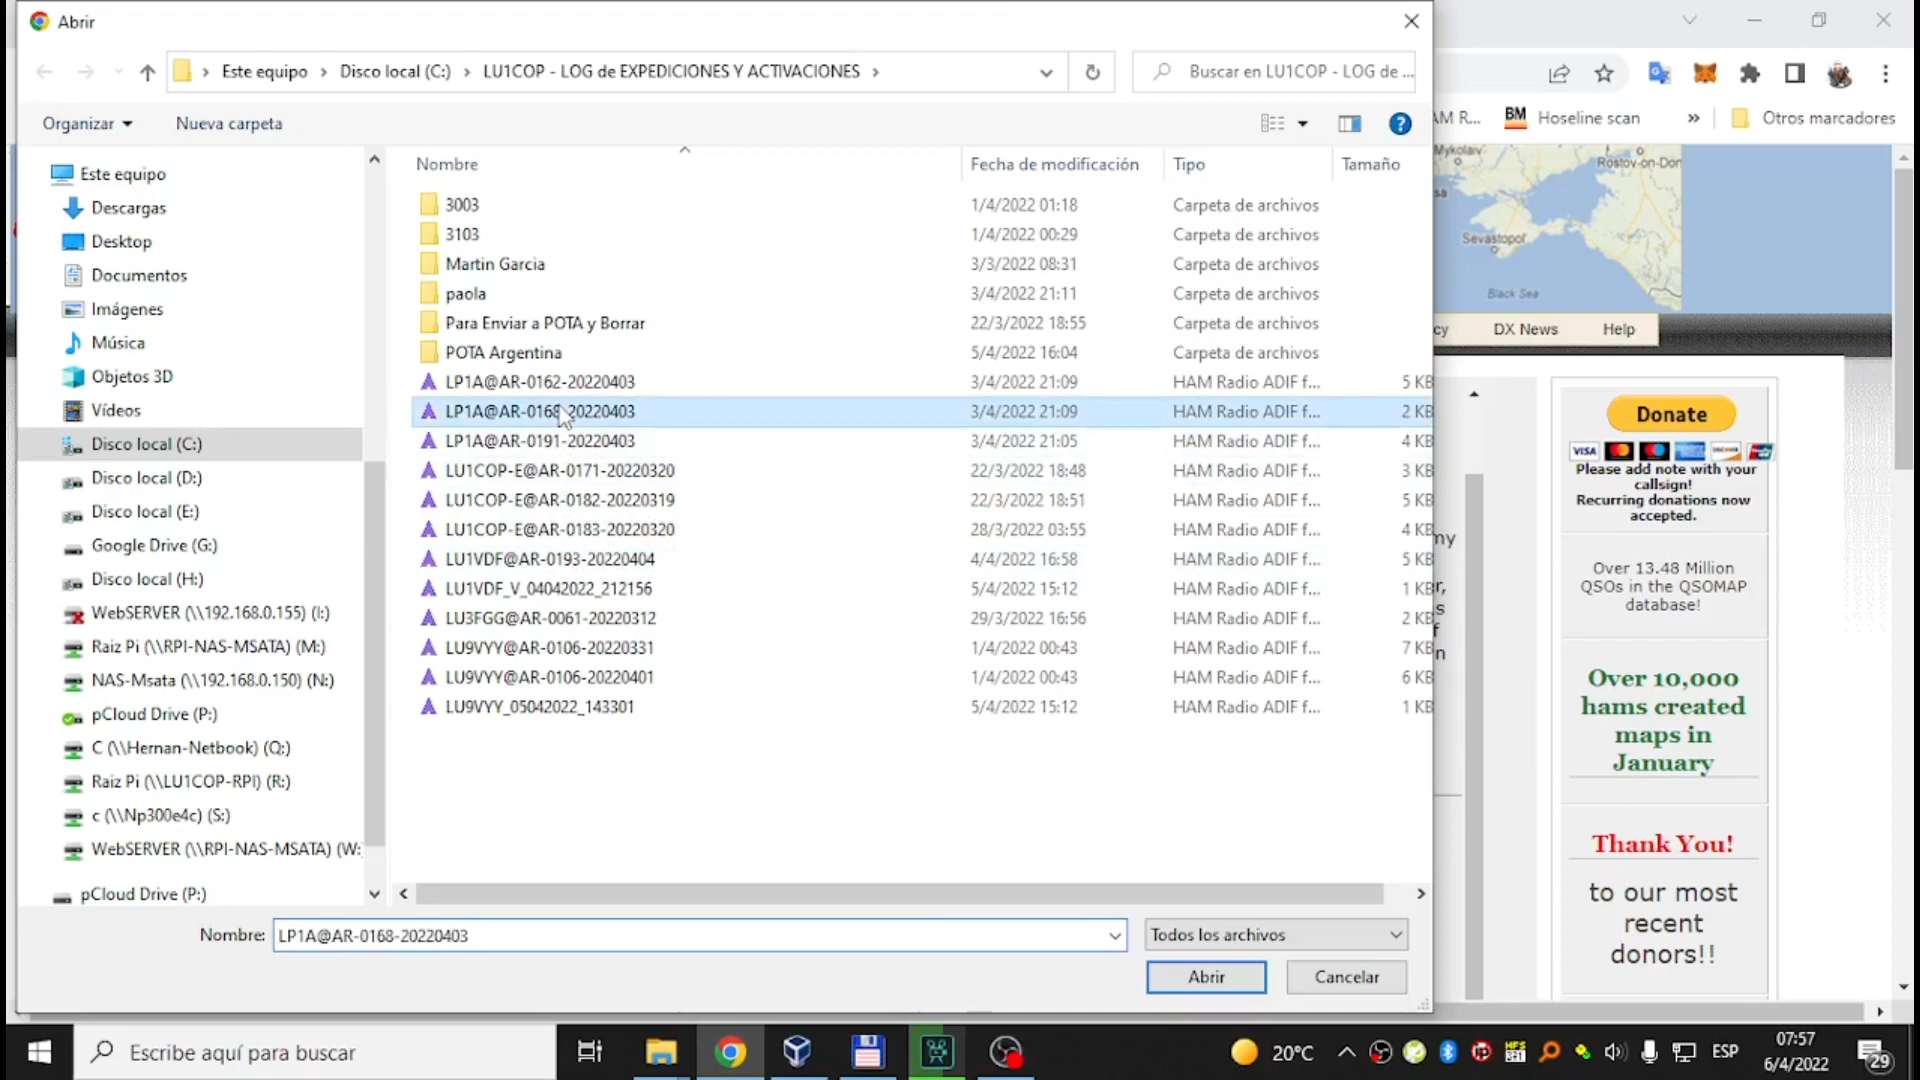 Abrir
Este equipo
Disco local (C:)
LU1COP - LOG de EXPEDICIONES Y ACTIVACIONES
Buscar en LU1COP - LOG de ...
Organizar
Nueva carpeta
AM R...
BM
Hoseline scan
»
Otros marcadores
Nombre
Fecha de modificación
Tipo
Tamaño
Este equipo
Descargas
Desktop
Documentos
Imágenes
Música
Objetos 3D
Vídeos
Disco local (C:)
Disco local (D:)
Disco local (E:)
Google Drive (G:)
Disco local (H:)
WebSERVER (\\192.168.0.155) (I:)
Raiz Pi (\\RPI-NAS-MSATA) (M:)
NAS-Msata (\\192.168.0.150) (N:)
pCloud Drive (P:)
C (\\Hernan-Netbook) (Q:)
Raiz Pi (\\LU1COP-RPI) (R:)
c (\\Np300e4c) (S:)
WebSERVER (\\RPI-NAS-MSATA) (W:
pCloud Drive (P:)
3003 1/4/2022 01:18 Carpeta de archivos
3103 1/4/2022 00:29 Carpeta de archivos
Martin Garcia 3/3/2022 08:31 Carpeta de archivos
paola 3/4/2022 21:11 Carpeta de archivos
Para Enviar a POTA y Borrar 22/3/2022 18:55 Carpeta de archivos
POTA Argentina 5/4/2022 16:04 Carpeta de archivos
LP1A@AR-0162-20220403 3/4/2022 21:09 HAM Radio ADIF f... 5 KB
LP1A@AR-0168-20220403 3/4/2022 21:09 HAM Radio ADIF f... 2 KB
LP1A@AR-0191-20220403 3/4/2022 21:05 HAM Radio ADIF f... 4 KB
LU1COP-E@AR-0171-20220320 22/3/2022 18:48 HAM Radio ADIF f... 3 KB
LU1COP-E@AR-0182-20220319 22/3/2022 18:51 HAM Radio ADIF f... 5 KB
LU1COP-E@AR-0183-20220320 28/3/2022 03:55 HAM Radio ADIF f... 4 KB
LU1VDF@AR-0193-20220404 4/4/2022 16:58 HAM Radio ADIF f... 5 KB
LU1VDF_V_04042022_212156 5/4/2022 15:12 HAM Radio ADIF f... 1 KB
LU3FGG@AR-0061-20220312 29/3/2022 16:56 HAM Radio ADIF f... 2 KB
LU9VYY@AR-0106-20220331 1/4/2022 00:43 HAM Radio ADIF f... 7 KB
LU9VYY@AR-0106-20220401 1/4/2022 00:43 HAM Radio ADIF f... 6 KB
LU9VYY_05042022_143301 5/4/2022 15:12 HAM Radio ADIF f... 1 KB
Nombre:
LP1A@AR-0168-20220403
Todos los archivos
Abrir
Cancelar
Mykolaiv
Rostov-on-Don
Sevastopol
Black Sea
cy
DX News
Help
my
Donate
VISA
Please add note with your
callsign!
Recurring donations now
accepted.
Over 13.48 Million
QSOs in the QSOMAP
database!
Over 10,000
hams created
maps in
January
Thank You!
to our most
recent
donors!!
Escribe aquí para buscar
20°C
ESP
07:57
6/4/2022
29